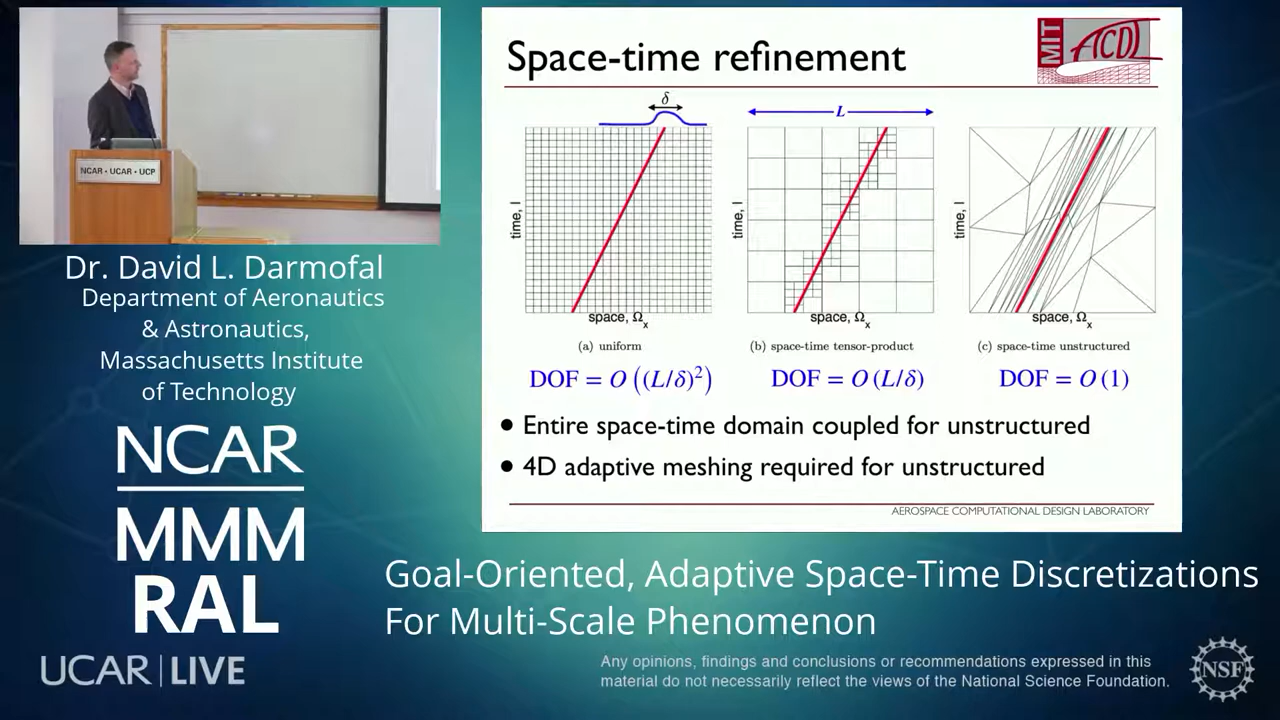 NCAR • UCAR • UCP
Dr. David L. Darmofal
Department of Aeronautics
& Astronautics,
Massachusetts Institute
of Technology
NCAR
MMM
RAL
UCAR | LIVE
Space-time refinement
MIT
ACDL
δ
L
time, I
space, Ωx
time, I
space, Ωx
time, I
space, Ωx
(a) uniform
(b) space-time tensor-product
(c) space-time unstructured
DOF = O ((L/δ)²)
DOF = O (L/δ)
DOF = O (1)
• Entire space-time domain coupled for unstructured
• 4D adaptive meshing required for unstructured
AEROSPACE COMPUTATIONAL DESIGN LABORATORY
Goal-Oriented, Adaptive Space-Time Discretizations
For Multi-Scale Phenomenon
Any opinions, findings and conclusions or recommendations expressed in this
material do not necessarily reflect the views of the National Science Foundation.
NSF